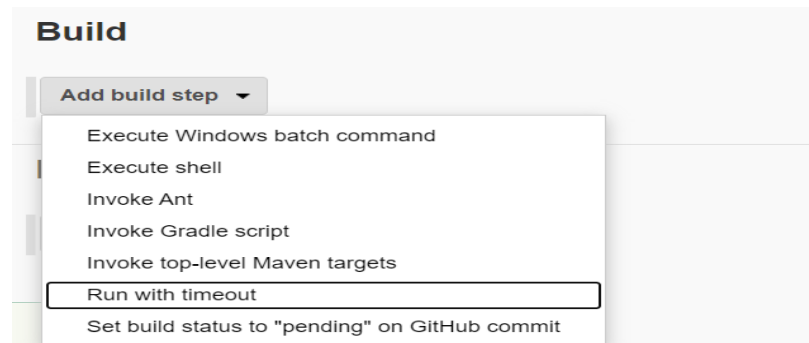 Build
Add build step
Execute Windows batch command
Execute shell
Invoke Ant
Invoke Gradle script
Invoke top-level Maven targets
Run with timeout
Set build status to "pending" on GitHub commit